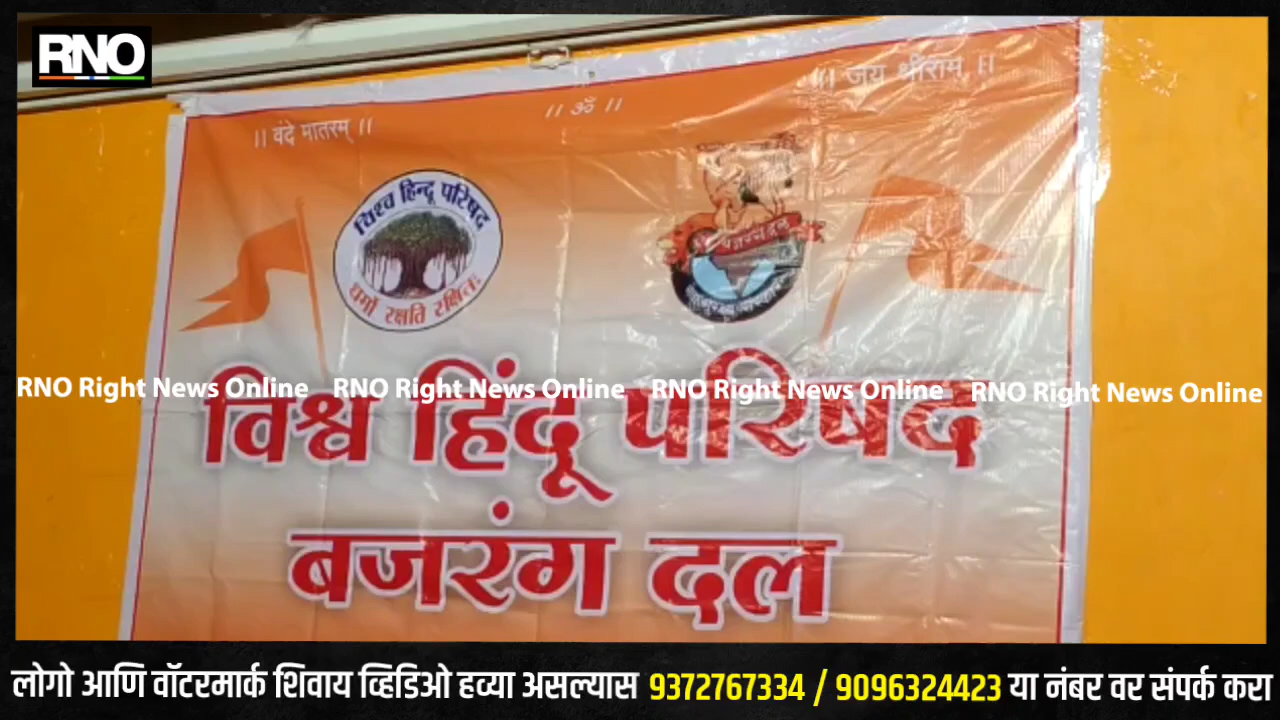 RNO
|| वंदे मातरम् ||
|| ॐ ||
|| जय श्रीराम् ||
विश्व हिन्दू परिषद
धर्मो रक्षति रक्षितः
बजरंग दल
RNO Right News Online RNO Right News Online RNO Right News Online RNO Right News Online
विश्व हिंदू परिषद
बजरंग दल
लोगो आणि वॉटरमार्क शिवाय व्हिडिओ हव्या असल्यास 9372767334 / 9096324423 या नंबर वर संपर्क करा